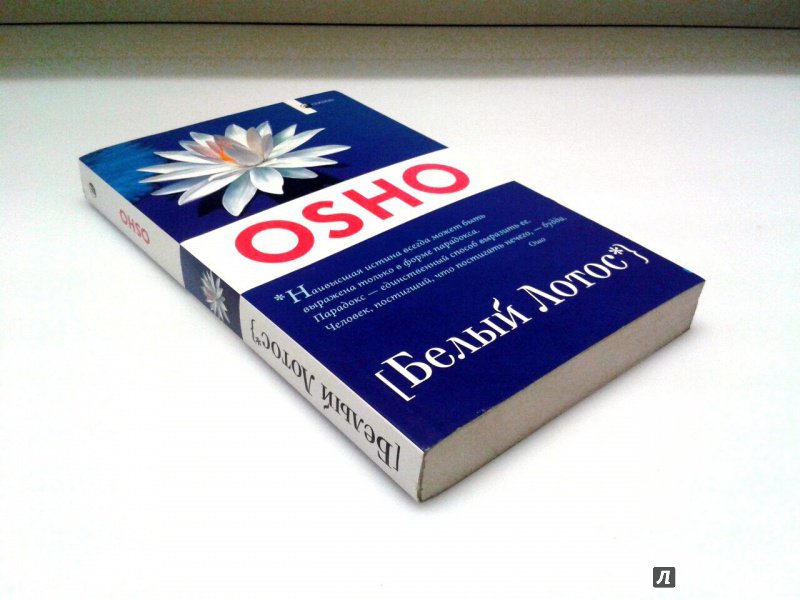 OSHO
*Наивысшая истина всегда может быть
выражена только в форме парадокса.
Парадокс — единственный способ выразить ее.
Человек, постигший, что постигать нечего, — будда.
Ошо
[Белый Лотос*}
OSHO
[Белый Лотос*}
Л